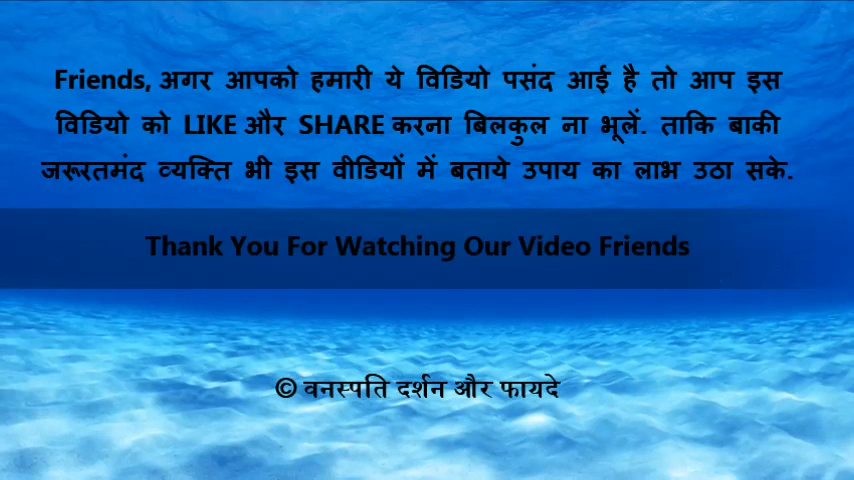 Friends, अगर आपको हमारी ये विडियो पसंद आई है तो आप इस
विडियो को LIKE और SHARE करना बिलकुल ना भूलें. ताकि बाकी
जरूरतमंद व्यक्ति भी इस वीडियों में बताये उपाय का लाभ उठा सके.
Thank You For Watching Our Video Friends
© वनस्पति दर्शन और फायदे